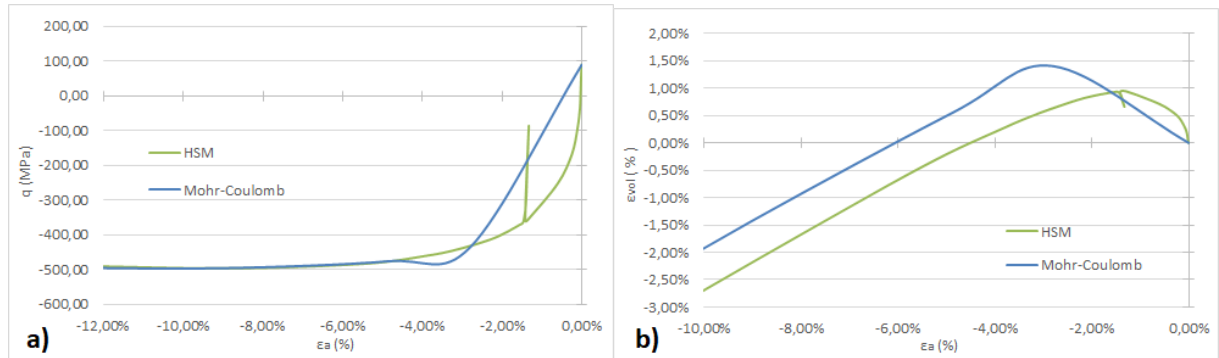 200,00
100,00
0,00
-100,00
-200,00
-300,00
-400,00
-500,00
-600,00
q (MPa)
HSM
Mohr-Coulomb
-12,00% -10,00% -8,00% -6,00% -4,00% -2,00% 0,00%
εa (%)
a)
2,00%
1,50%
1,00%
0,50%
0,00%
-0,50%
-1,00%
-1,50%
-2,00%
-2,50%
-3,00%
εvol ( % )
HSM
Mohr-Coulomb
-10,00% -8,00% -6,00% -4,00% -2,00% 0,00%
εa (%)
b)